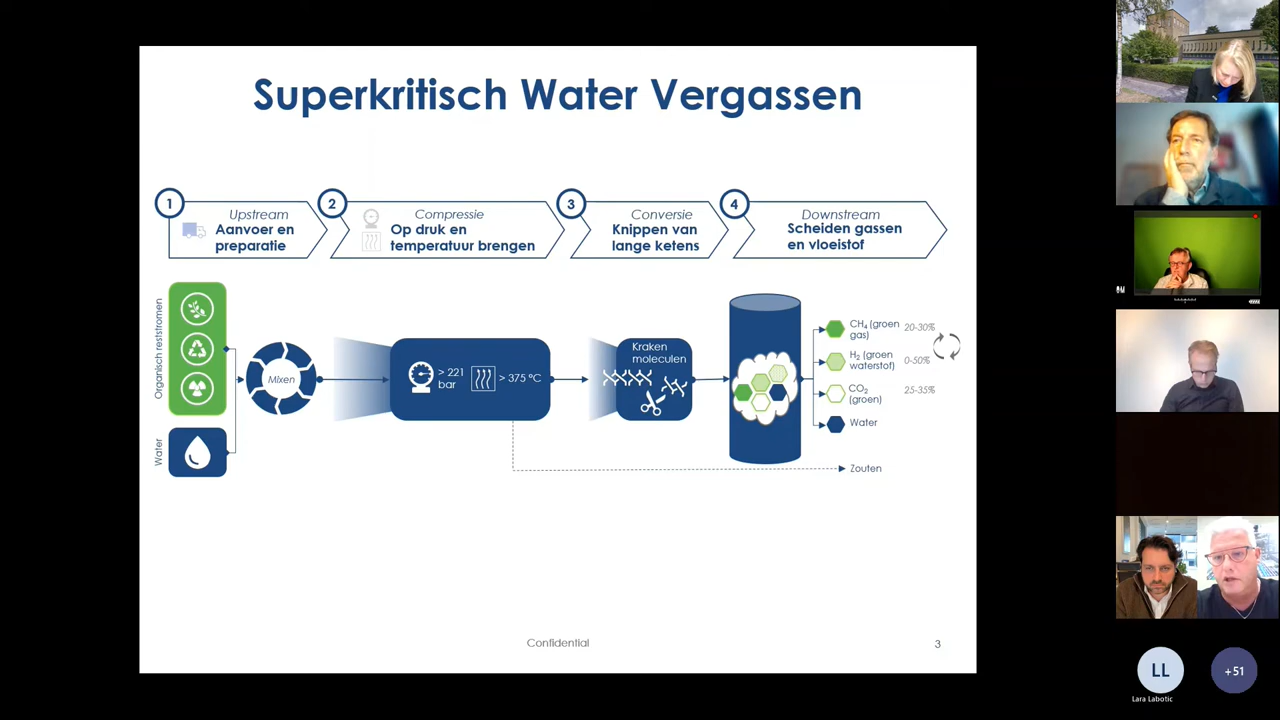 Superkritisch Water Vergassen
1
Upstream
Aanvoer en
preparatie
2
Compressie
Op druk en
temperatuur brengen
3
Conversie
Knippen van
lange ketens
4
Downstream
Scheiden gassen
en vloeistof
Organisch reststromen
Water
Mixen
> 221
bar
> 375 °C
Kraken
moleculen
CH₄ (groen
gas)
20-30%
H₂ (groen
waterstof)
0-50%
CO₂
(groen)
25-35%
Water
Zouten
Confidential
3
LL
Lara Labotic
+51